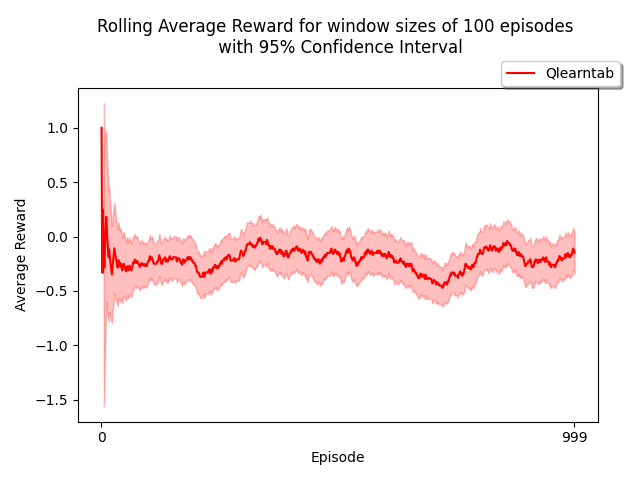 Rolling Average Reward for window sizes of 100 episodes
with 95% Confidence Interval
Qlearntab
1.0
0.5
0.0
−0.5
−1.0
−1.5
Average Reward
0
999
Episode